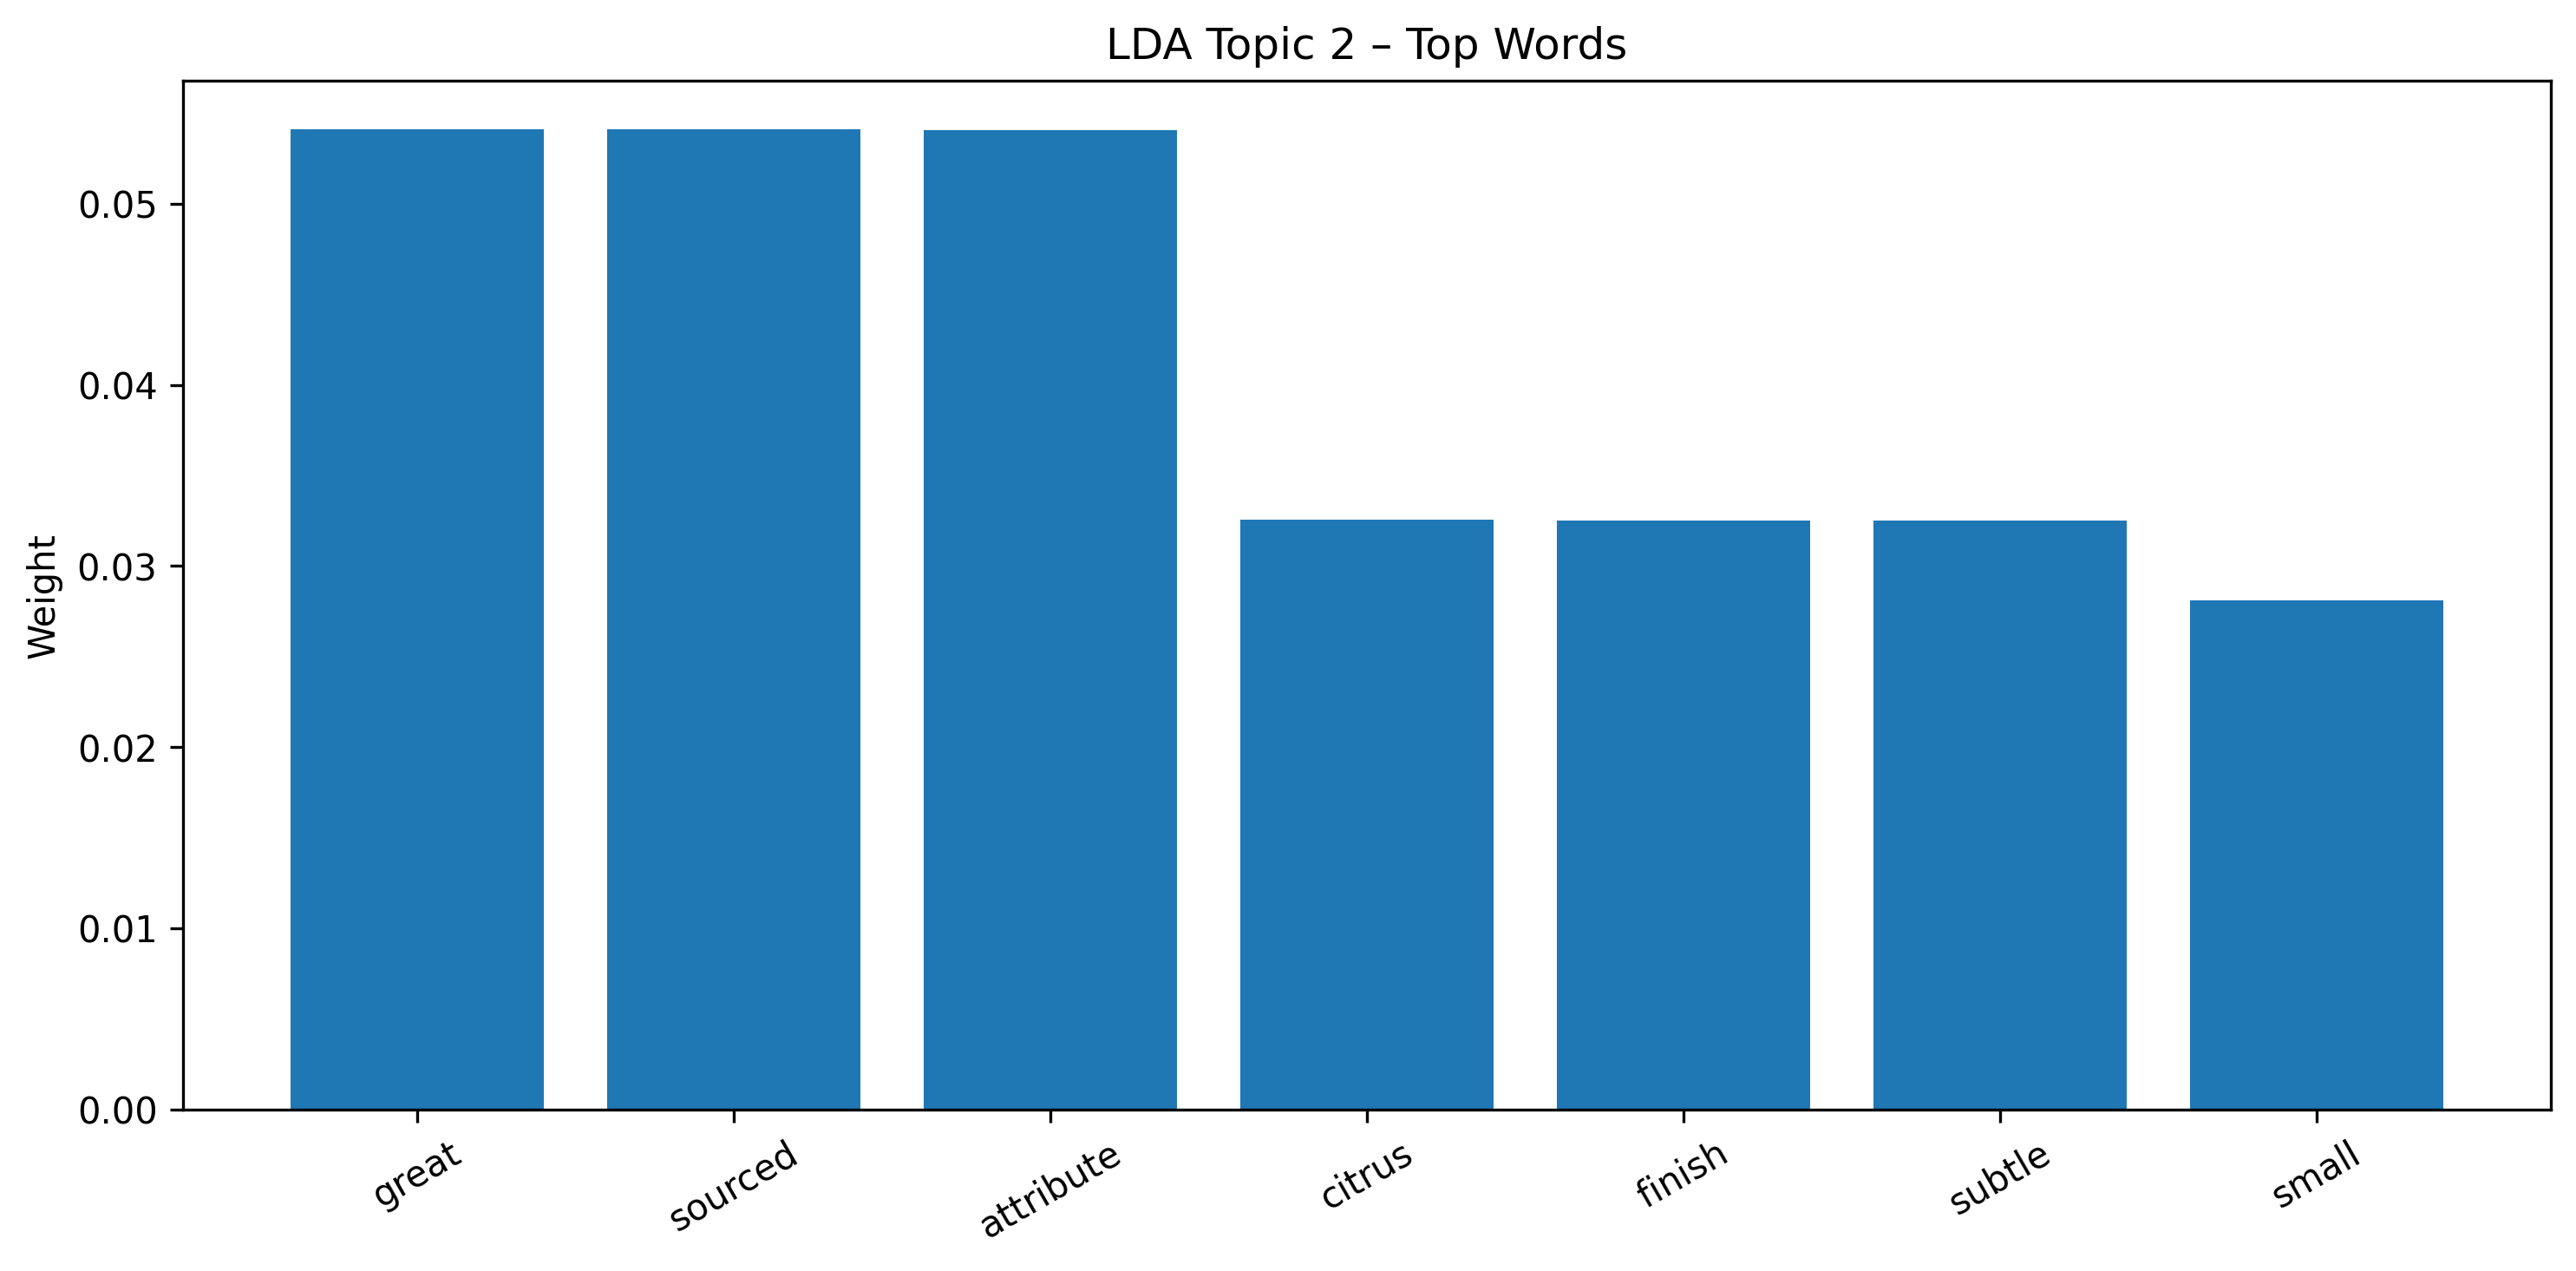 LDA Topic 2 – Top Words
Weight
0.05
0.04
0.03
0.02
0.01
0.00
great
sourced
attribute
citrus
finish
subtle
small